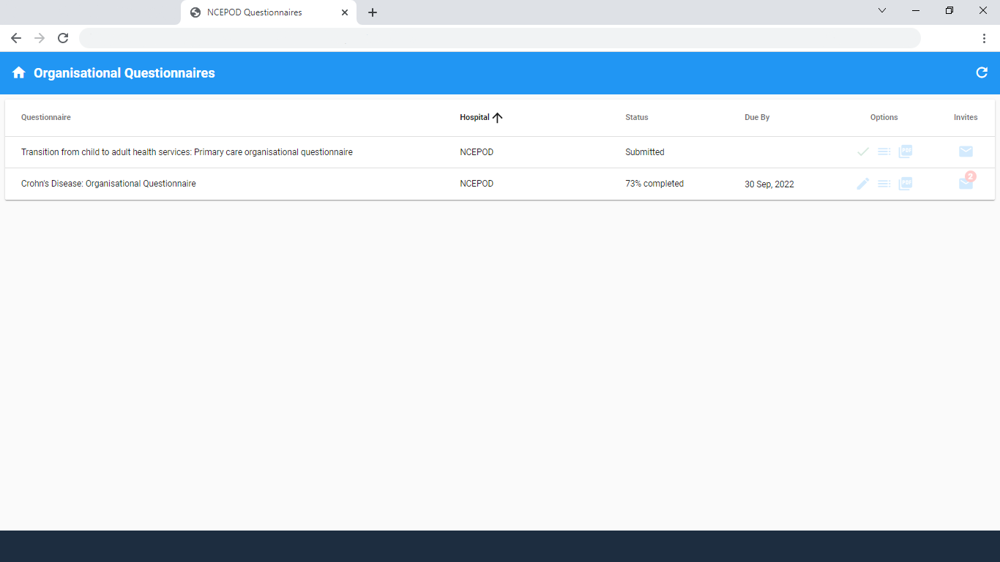 NCEPOD Questionnaires
Organisational Questionnaires
Questionnaire Hospital Status Due By Options Invites
Transition from child to adult health services: Primary care organisational questionnaire NCEPOD Submitted PDF
2
Crohn's Disease: Organisational Questionnaire NCEPOD 73% completed 30 Sep, 2022 PDF